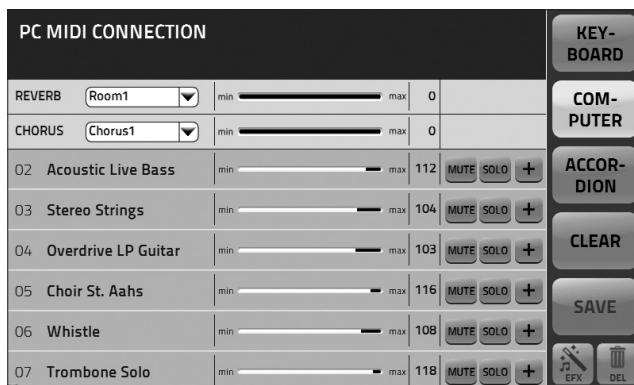 PC MIDI CONNECTION
REVERB Room1 min max 0
CHORUS Chorus1 min max 0
02 Acoustic Live Bass min max 112 MUTE SOLO +
03 Stereo Strings min max 104 MUTE SOLO +
04 Overdrive LP Guitar min max 103 MUTE SOLO +
05 Choir St. Aahs min max 116 MUTE SOLO +
06 Whistle min max 108 MUTE SOLO +
07 Trombone Solo min max 118 MUTE SOLO +
KEY-
BOARD
COM-
PUTER
ACCOR-
DION
CLEAR
SAVE
EFX DEL